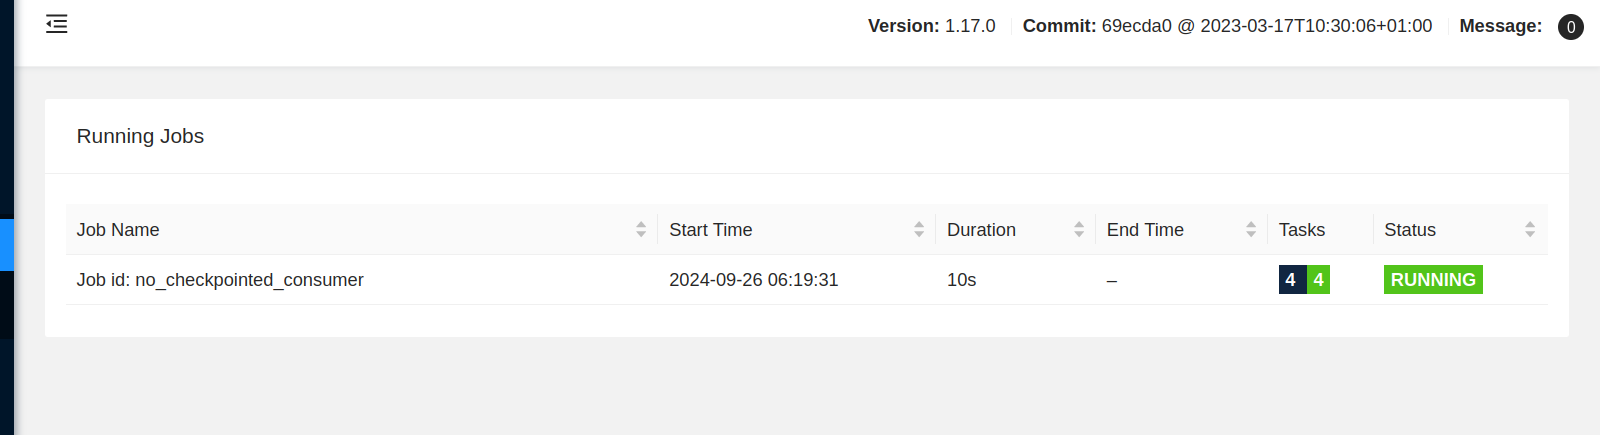 Version: 1.17.0 Commit: 69ecda0 @ 2023-03-17T10:30:06+01:00 Message: 0
Running Jobs
Job Name Start Time Duration End Time Tasks Status
Job id: no_checkpointed_consumer 2024-09-26 06:19:31 10s – 4 4 RUNNING